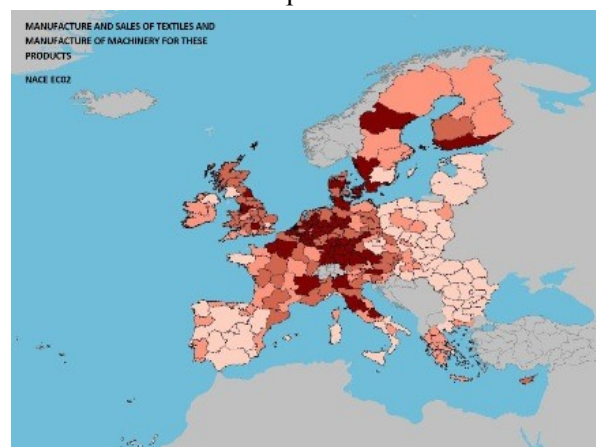 MANUFACTURE AND SALES OF TEXTILES AND
MANUFACTURE OF MACHINERY FOR THESE
PRODUCTS
NACE EC02